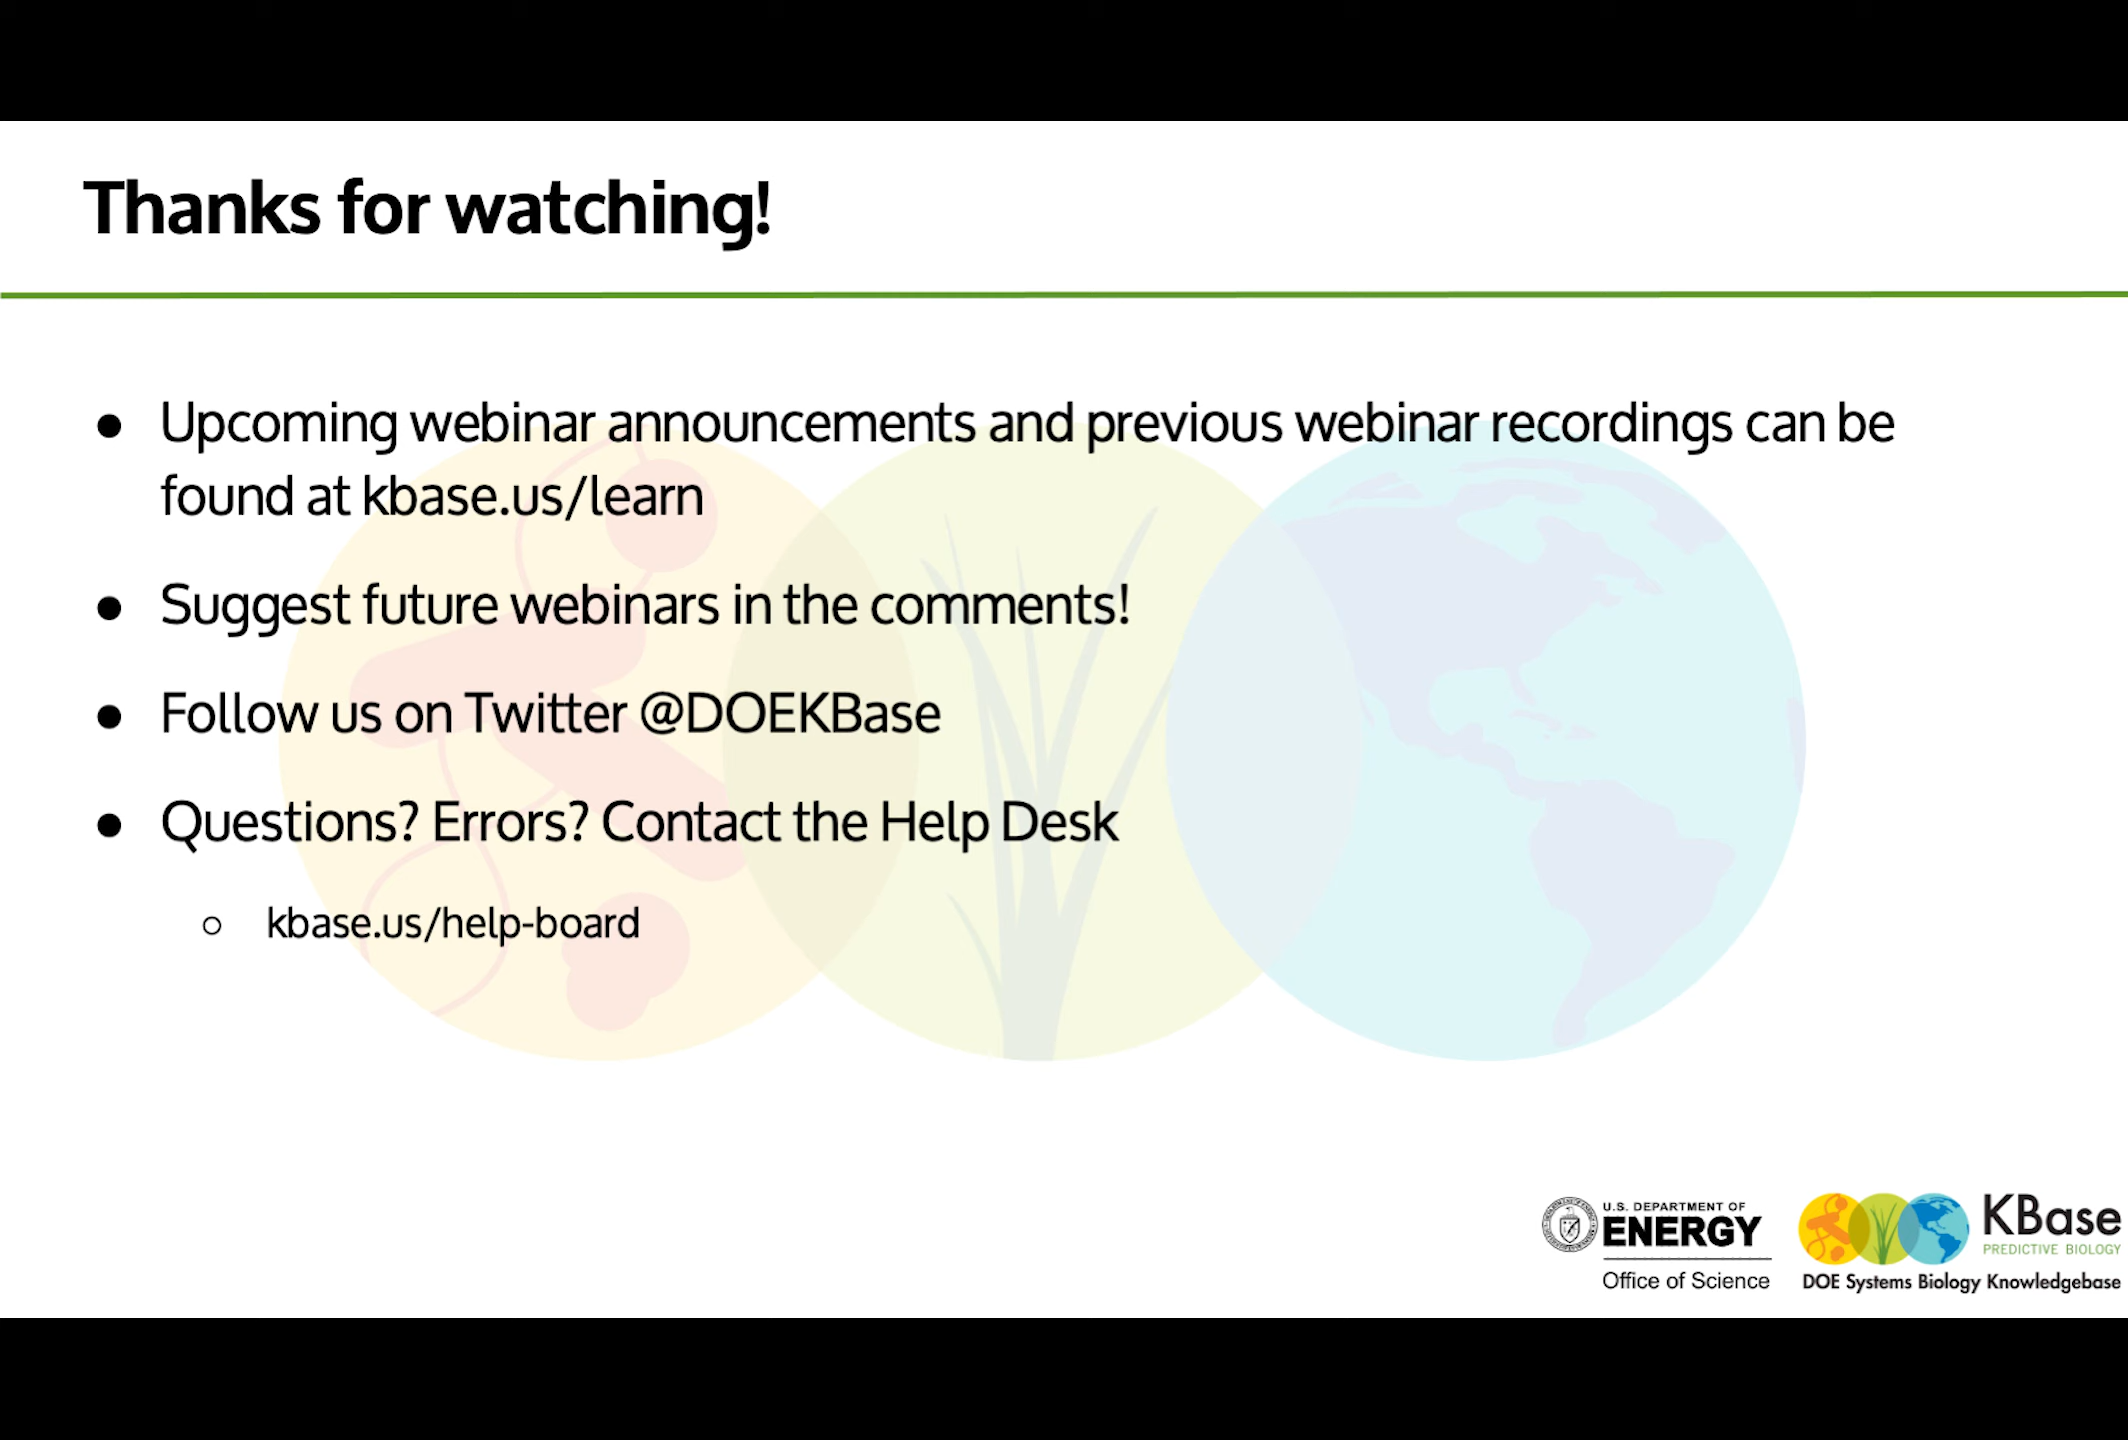 Thanks for watching!
● Upcoming webinar announcements and previous webinar recordings can be
found at kbase.us/learn
● Suggest future webinars in the comments!
● Follow us on Twitter @DOEKBase
● Questions? Errors? Contact the Help Desk
○ kbase.us/help-board
U.S. DEPARTMENT OF
ENERGY
Office of Science
KBase
PREDICTIVE BIOLOGY
DOE Systems Biology Knowledgebase